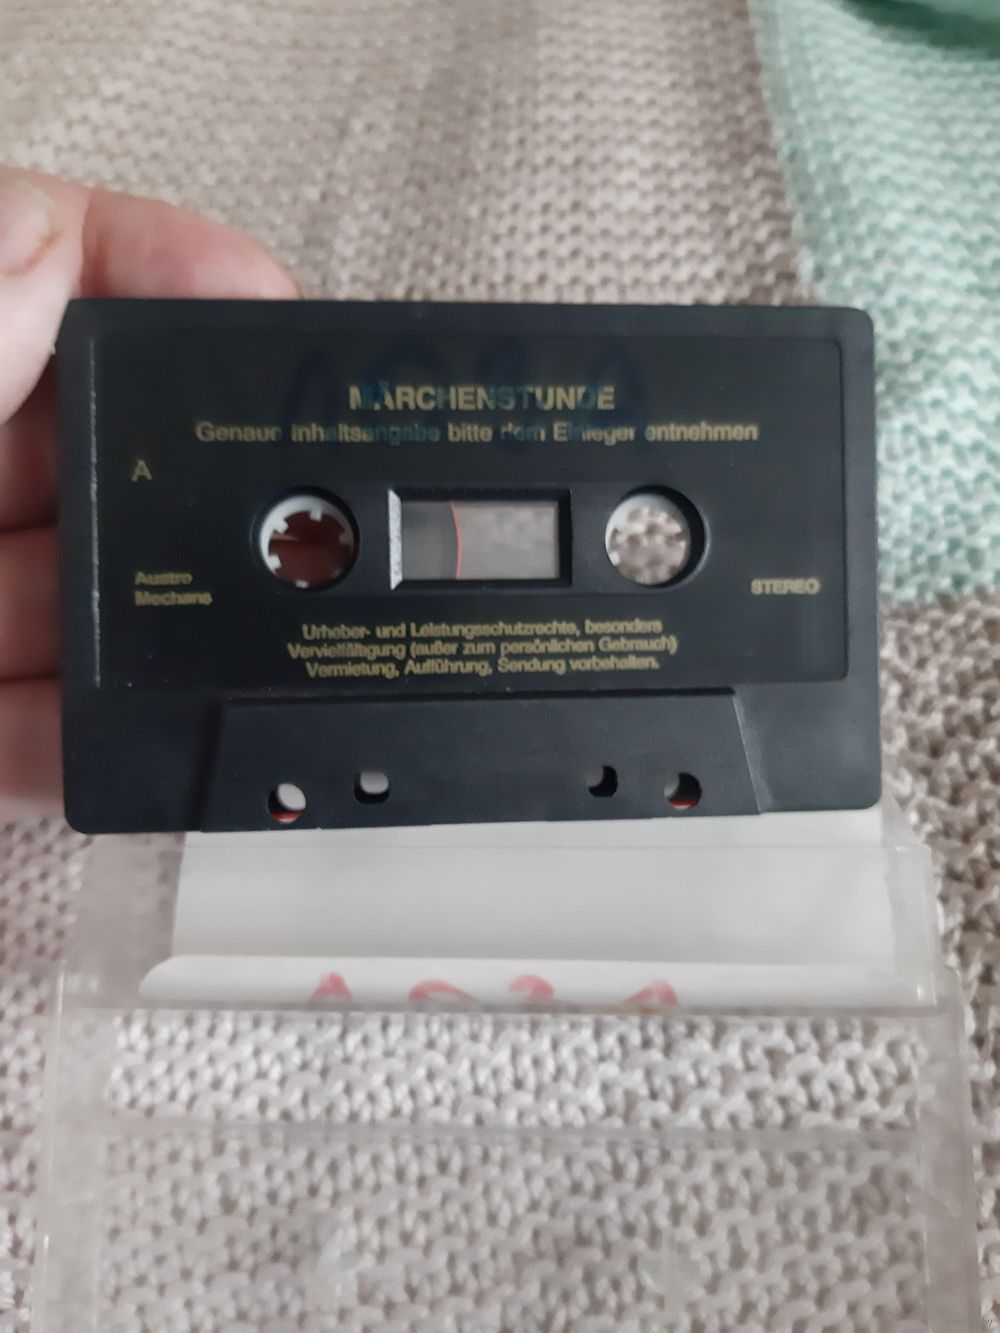 MÄRCHENSTUNDE
Genaue Inhaltsangabe bitte dem Einleger entnehmen
A
Austro
Mechana
STEREO
Urheber- und Leistungsschutzrechte, besonders
Vervielfältigung (außer zum persönlichen Gebrauch)
Vermietung, Aufführung, Sendung vorbehalten.